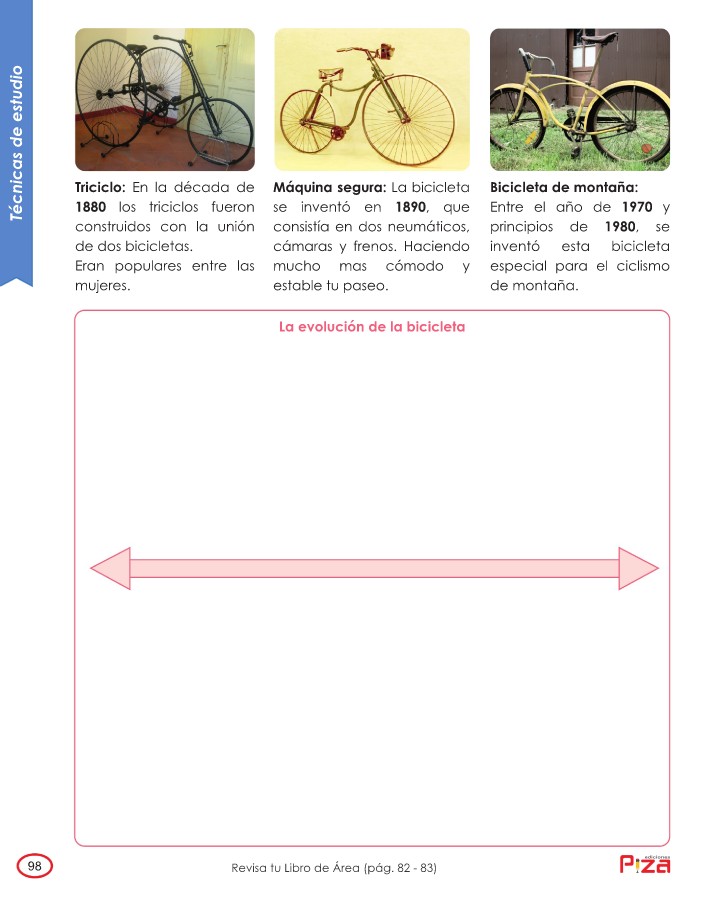 Técnicas de estudio
Triciclo: En la década de
1880 los triciclos fueron
construidos con la unión
de dos bicicletas.
Eran populares entre las
mujeres.
Máquina segura: La bicicleta
se inventó en 1890, que
consistía en dos neumáticos,
cámaras y frenos. Haciendo
mucho mas cómodo y
estable tu paseo.
Bicicleta de montaña:
Entre el año de 1970 y
principios de 1980, se
inventó esta bicicleta
especial para el ciclismo
de montaña.
La evolución de la bicicleta
98
Revisa tu Libro de Área (pág. 82 - 83)
ediciones
PiZA